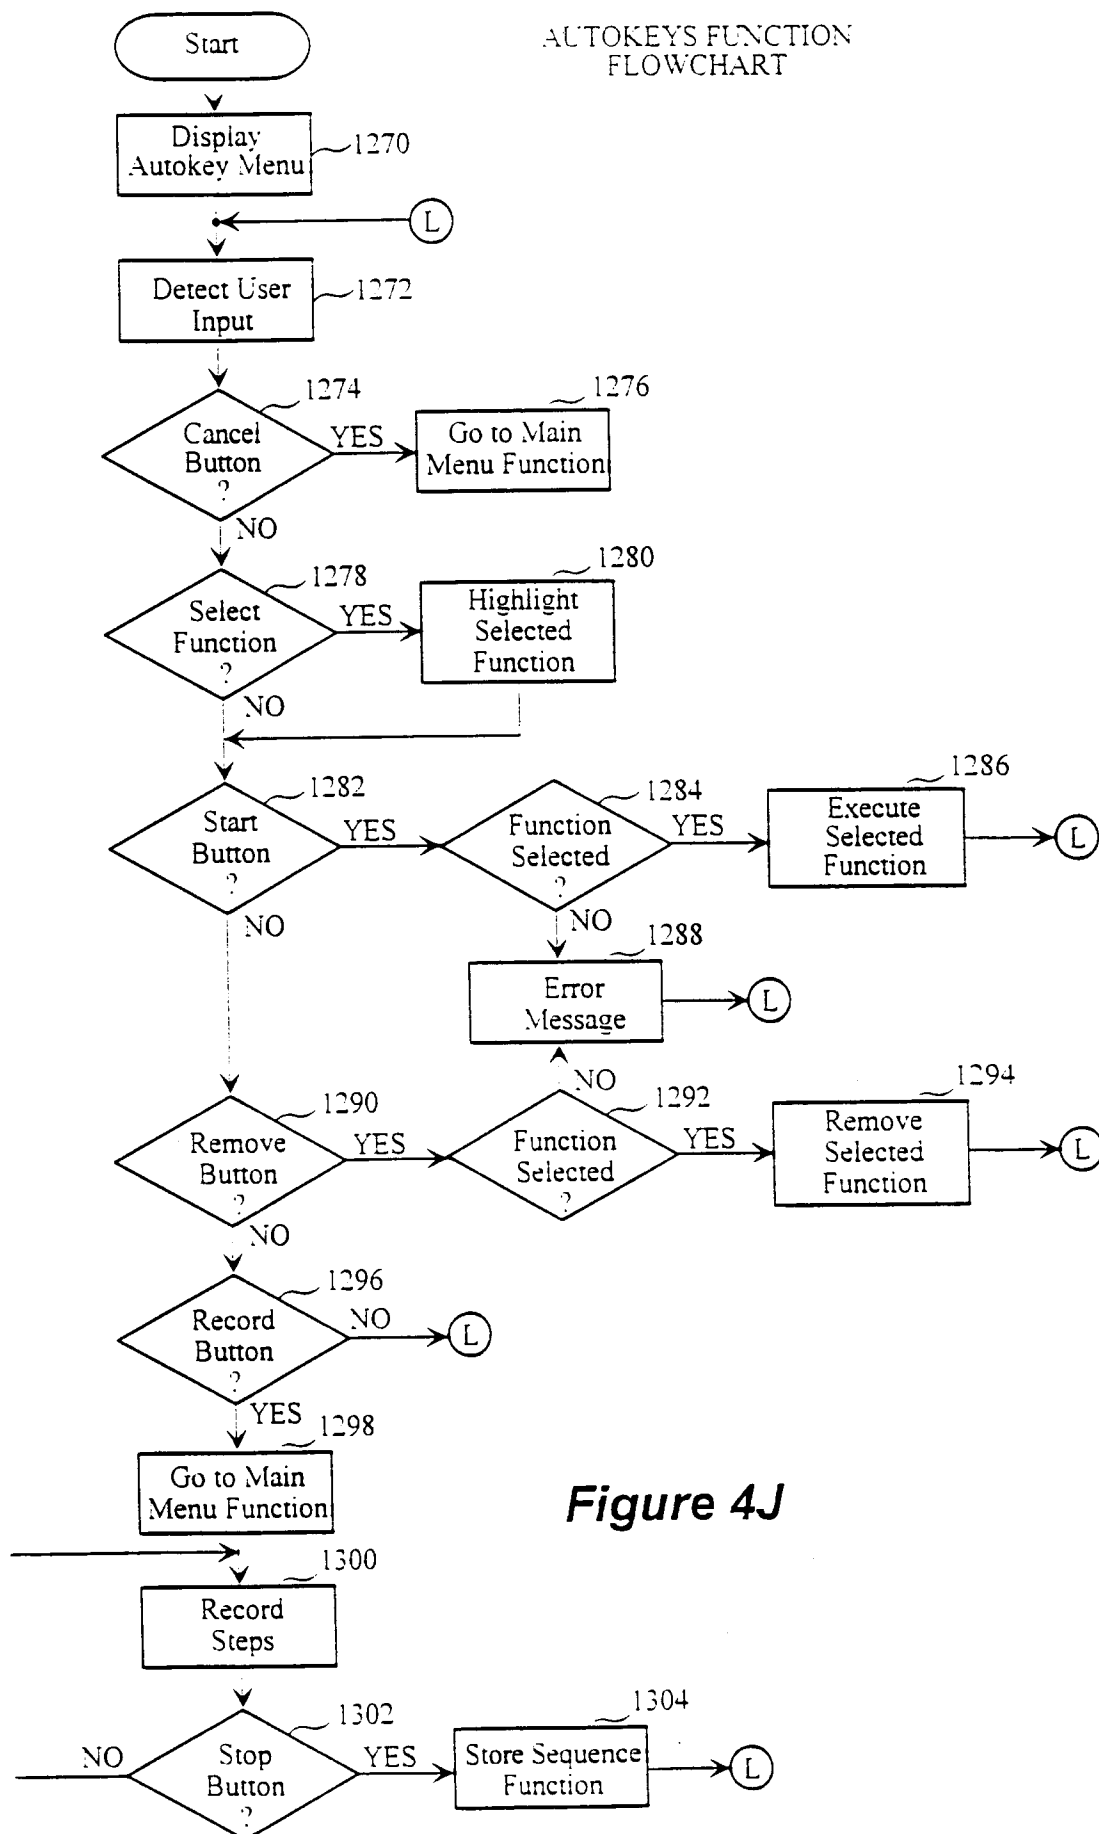 Start
AUTOKEYS FUNCTION
FLOWCHART
Display
Autokey Menu
1270
L
Detect User
Input
1272
1274
Cancel
Button
?
YES
NO
1276
Go to Main
Menu Function
1278
Select
Function
?
YES
NO
1280
Highlight
Selected
Function
1282
Start
Button
?
YES
NO
1284
Function
Selected
?
YES
NO
1286
Execute
Selected
Function
L
1288
Error
Message
L
NO
1290
Remove
Button
?
YES
NO
1292
Function
Selected
?
YES
1294
Remove
Selected
Function
L
1296
Record
Button
?
NO
L
YES
1298
Go to Main
Menu Function
Figure 4J
1300
Record
Steps
1302
NO
Stop
Button
?
YES
1304
Store Sequence
Function
L